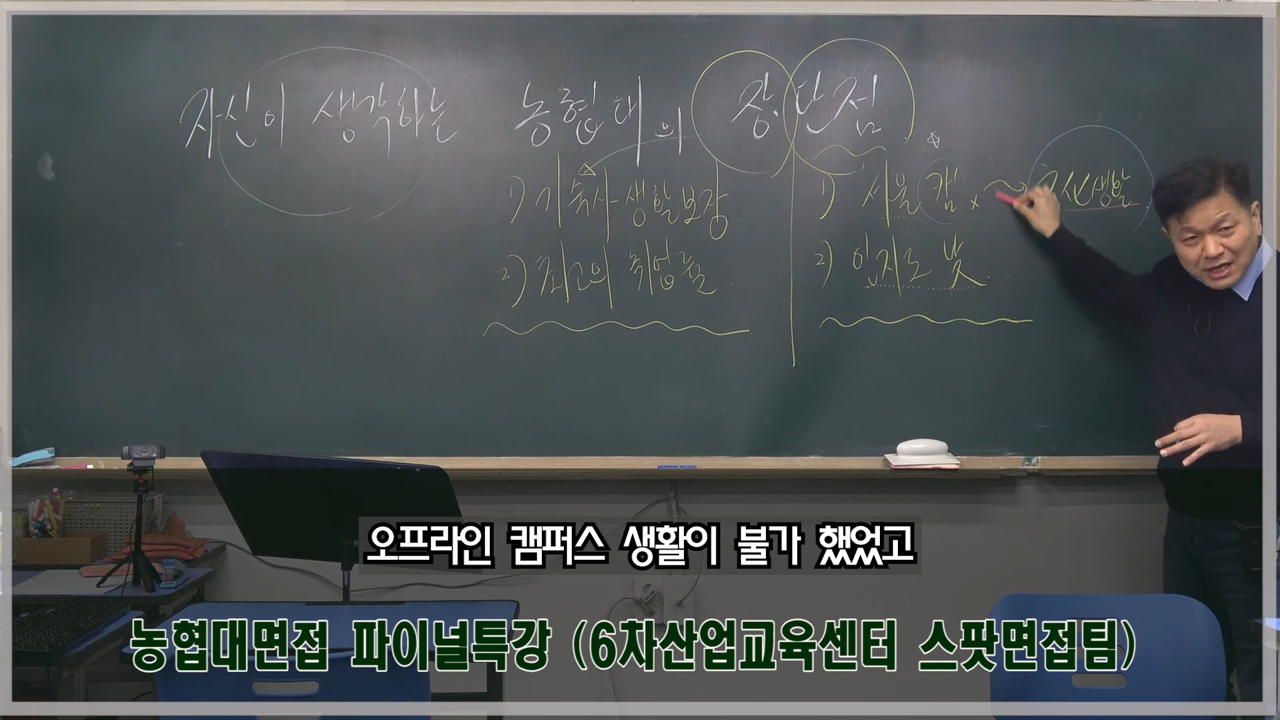 자신이 생각하는 농협대의 장.단점
1) 기숙사 생활보장
2) 최고의 취업률
1) 서울 캠 x ~ 생활
2) 인지도 낮
오프라인 캠퍼스 생활이 불가 했었고
농협대면접 파이널특강 (6차산업교육센터 스팟면접팀)